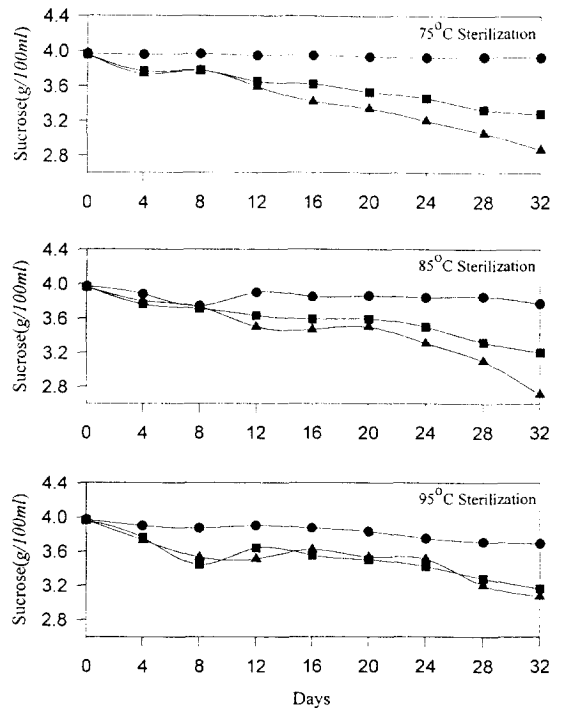 4.4
75°C Sterilization
4.0
3.6
3.2
2.8
Sucrose(g/100ml)
0 4 8 12 16 20 24 28 32
4.4
85°C Sterilization
4.0
3.6
3.2
2.8
Sucrose(g/100ml)
0 4 8 12 16 20 24 28 32
4.4
95°C Sterilization
4.0
3.6
3.2
2.8
Sucrose(g/100ml)
0 4 8 12 16 20 24 28 32
Days